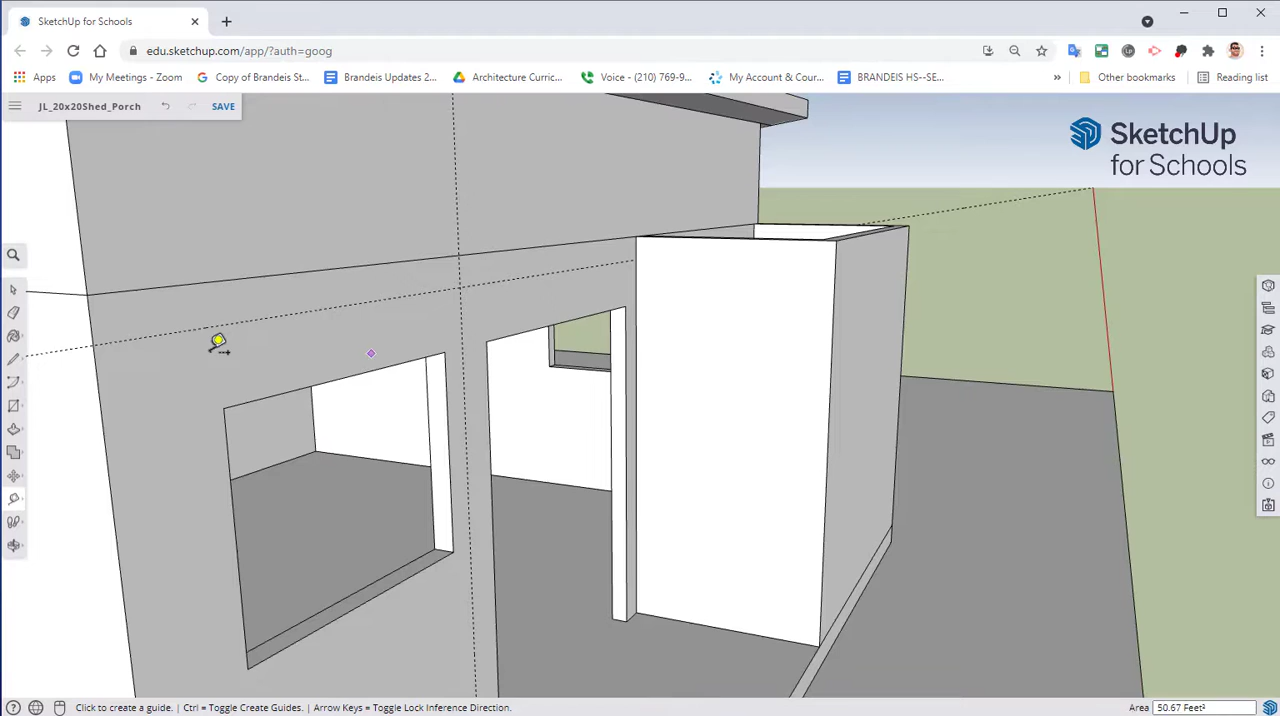 SketchUp for Schools
edu.sketchup.com/app/?auth=goog
Apps
My Meetings - Zoom
Copy of Brandeis St...
Brandeis Updates 2...
Architecture Curric...
Voice - (210) 769-9...
My Account & Cour...
BRANDEIS HS--SE...
»
Other bookmarks
Reading list
JL_20x20Shed_Porch
SAVE
SketchUp
for Schools
Click to create a guide. | Ctrl = Toggle Create Guides. | Arrow Keys = Toggle Lock Inference Direction.
Area 50.67 Feet²